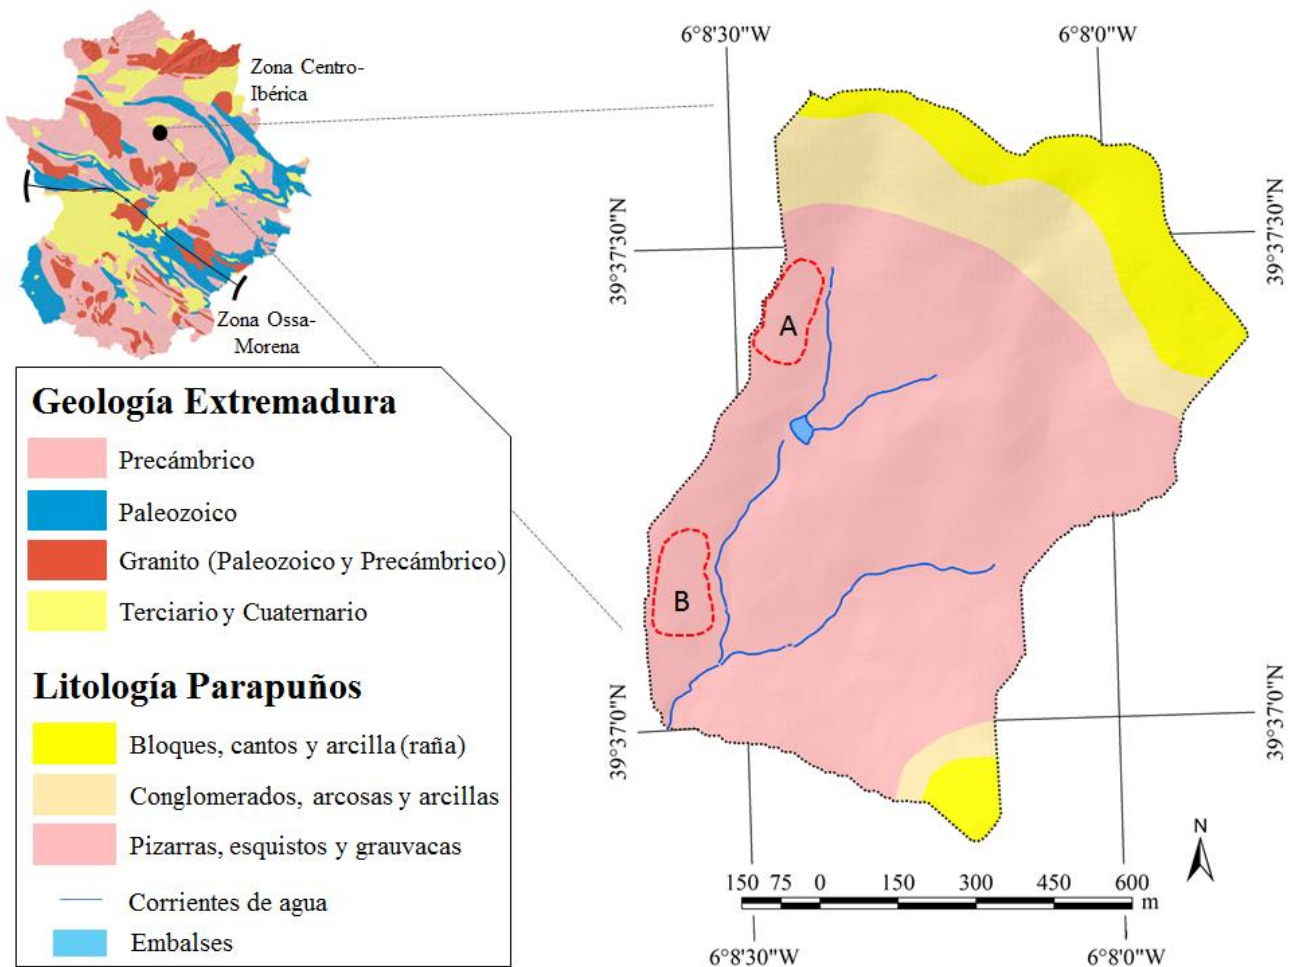 Zona Centro-
Ibérica
Zona Ossa-
Morena
Geología Extremadura
Precámbrico
Paleozoico
Granito (Paleozoico y Precámbrico)
Terciario y Cuaternario
Litología Parapuños
Bloques, cantos y arcilla (raña)
Conglomerados, arcosas y arcillas
Pizarras, esquistos y grauvacas
Corrientes de agua
Embalses
6°8'30"W
6°8'0"W
39°37'30"N
39°37'30"N
A
B
39°37'0"N
39°37'0"N
N
150 75 0 150 300 450 600
m
6°8'30"W
6°8'0"W